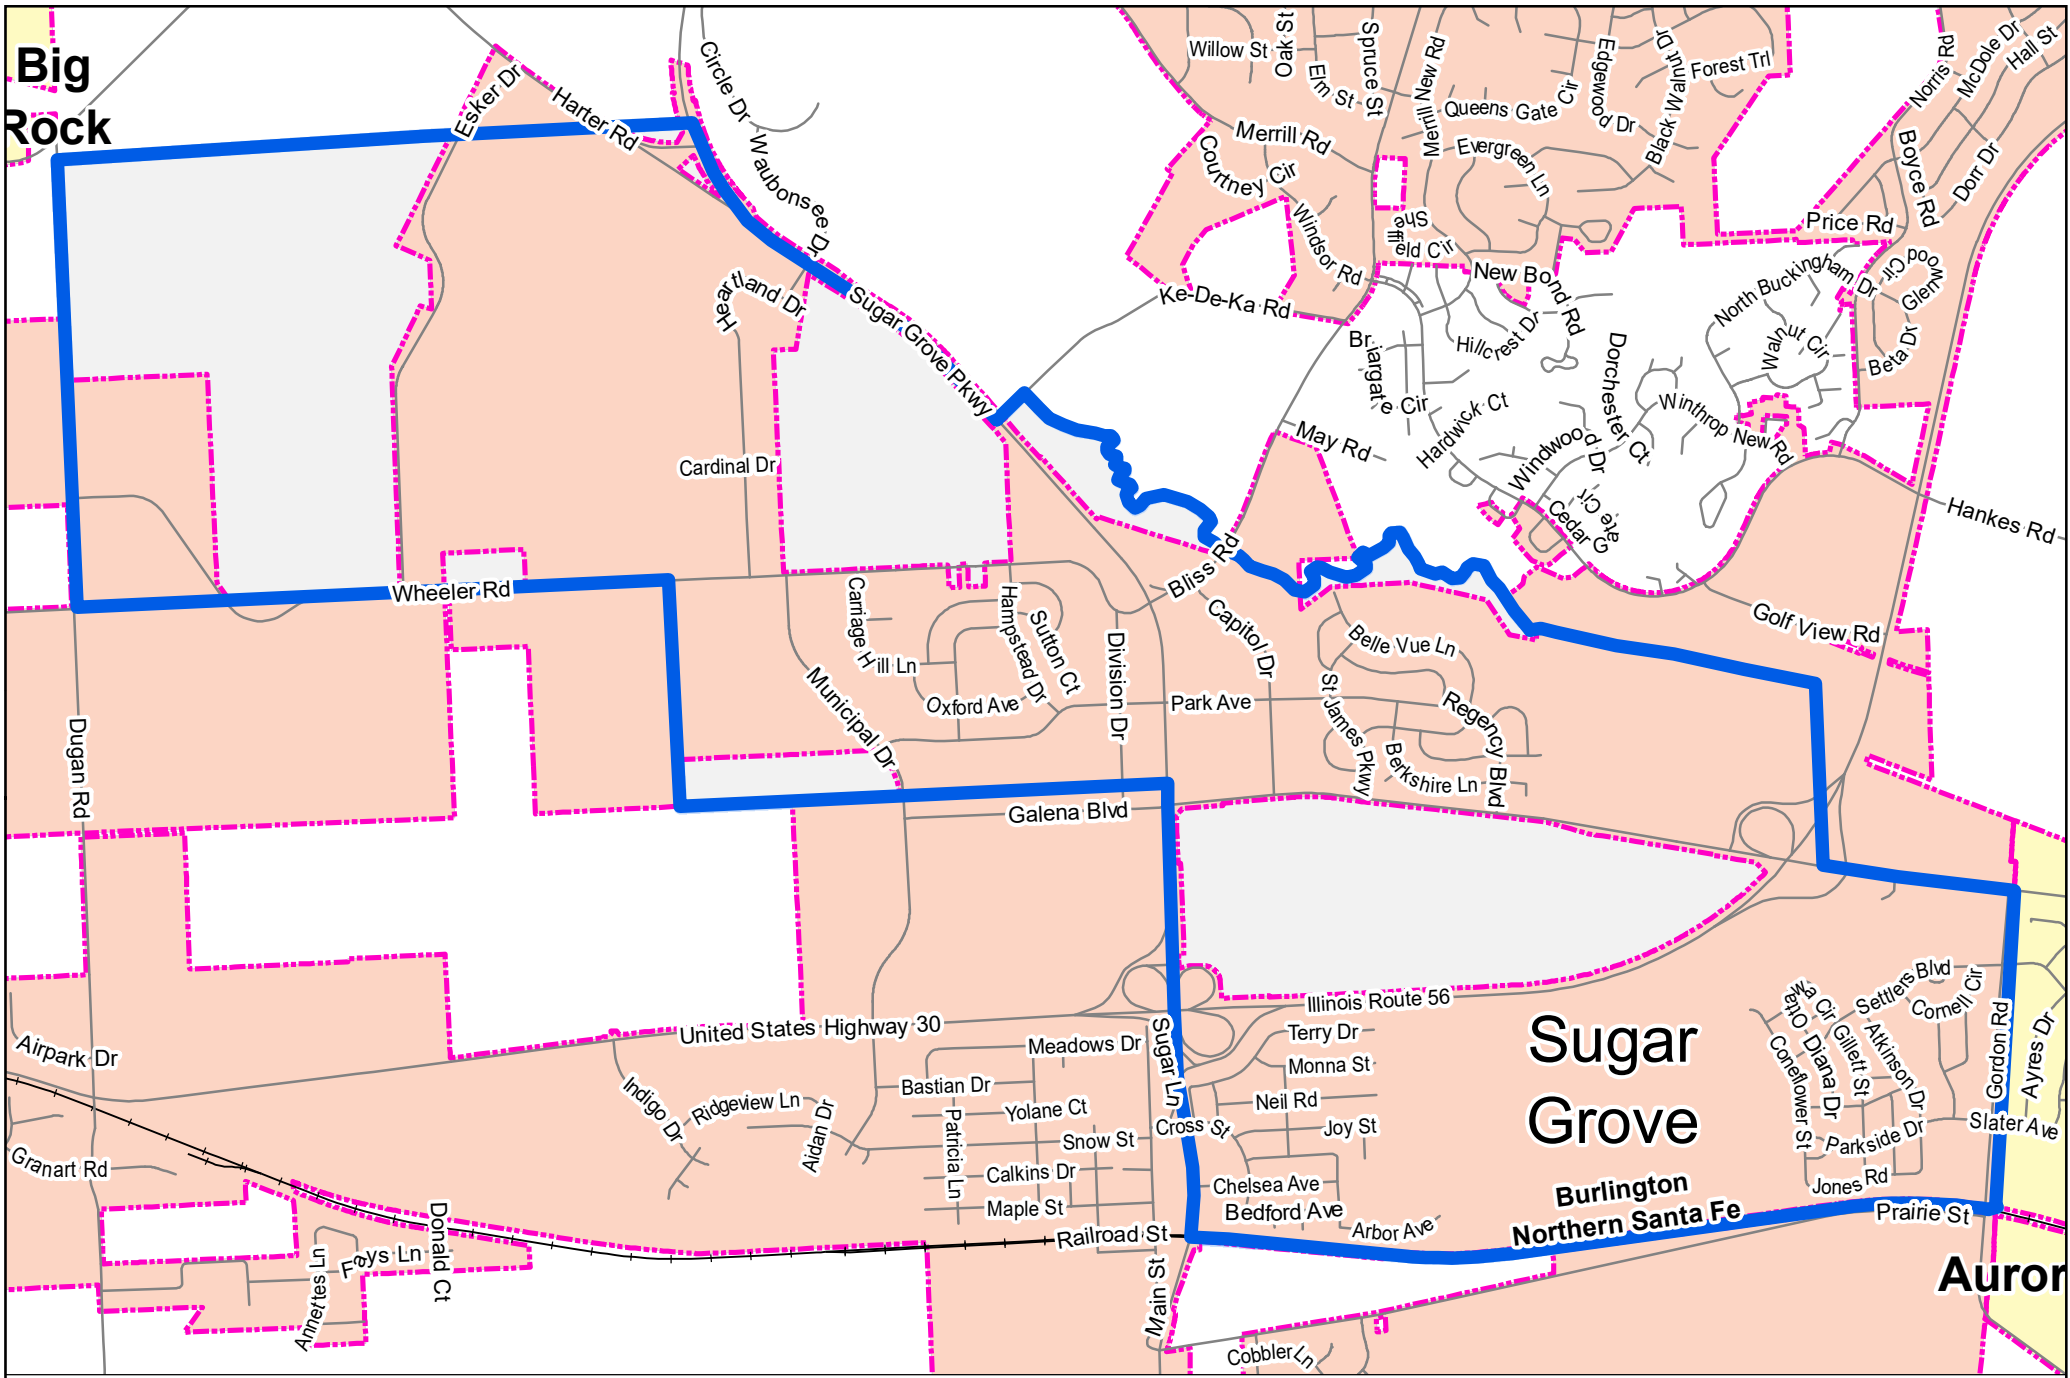 Big
Rock
Esker Dr
Harter Rd
Circle Dr
Waubonsee Dr
Willow St
Oak St
Elm St
Spruce St
Merrill New Rd
Queens Gate Cir
Edgewood Dr
Black Walnut Dr
Forest Trl
Norris Rd
McDole Dr
Hall St
Merrill Rd
Courtney Cir
Evergreen Ln
Boyce Rd
Dorr Dr
Windsor Rd
Sheffield Cir
Price Rd
New Bond Rd
North Buckingham Dr
Glenwood Cir
Heartland Dr
Sugar Grove Pkwy
Ke-De-Ka Rd
Briargate Cir
Hillcrest Dr
Dorchester Ct
Walnut Cir
Beta Dr
Cardinal Dr
May Rd
Hardwick Ct
Windwood Dr
Winthrop New Rd
Cedar Gate Cir
Hankes Rd
Wheeler Rd
Bliss Rd
Carriage Hill Ln
Hampstead Dr
Sutton Ct
Division Dr
Capitol Dr
Belle Vue Ln
Golf View Rd
Municipal Dr
Oxford Ave
Park Ave
St James Pkwy
Regency Blvd
Berkshire Ln
Dugan Rd
Galena Blvd
United States Highway 30
Illinois Route 56
Sugar
Grove
Airpark Dr
Granart Rd
Indigo Dr
Ridgeview Ln
Aidan Dr
Meadows Dr
Bastian Dr
Yolane Ct
Patricia Ln
Snow St
Calkins Dr
Maple St
Sugar Ln
Cross St
Terry Dr
Monna St
Neil Rd
Joy St
Chelsea Ave
Bedford Ave
Arbor Ave
Settlers Blvd
Cornell Cir
Ottawa Cir
Diana Dr
Gillett St
S Atkinson Dr
Coneflower St
Parkside Dr
Jones Rd
Gordon Rd
Ayres Dr
Slater Ave
Burlington
Northern Santa Fe
Prairie St
Railroad St
Main St
Donald Ct
Fays Ln
Annettes Ln
Cobbler Ln
Auror